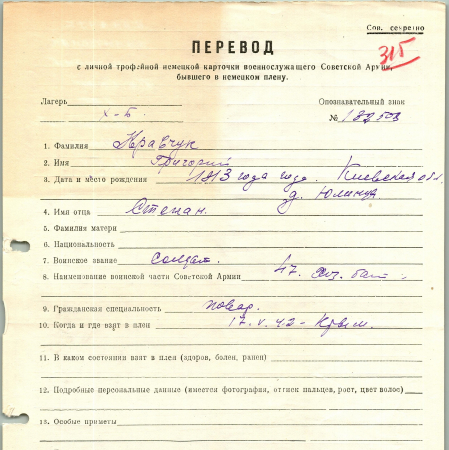 Сов. секретно
315
ПЕРЕВОД
с личной трофейной немецкой карточки военнослужащего Советской Армии,
бывшего в немецком плену.
Лагерь Х-Б Опознавательный знак
№ 189503
1. Фамилия Кравчук
2. Имя Григорий
3. Дата и место рождения 1913 года года. Киевская обл
д. Юлинца
4. Имя отца Степан.
5. Фамилия матери
6. Национальность
7. Воинское звание солдат.
8. Наименование воинской части Советской Армии 47. бат
9. Гражданская специальность повар.
10. Когда и где взят в плен 17.V.42 - Крым.
11. В каком состоянии взят в плен (здоров, болен, ранен)
12. Подробные персональные данные (имеется фотография, оттиск пальцев, рост, цвет волос)
13. Особые приметы